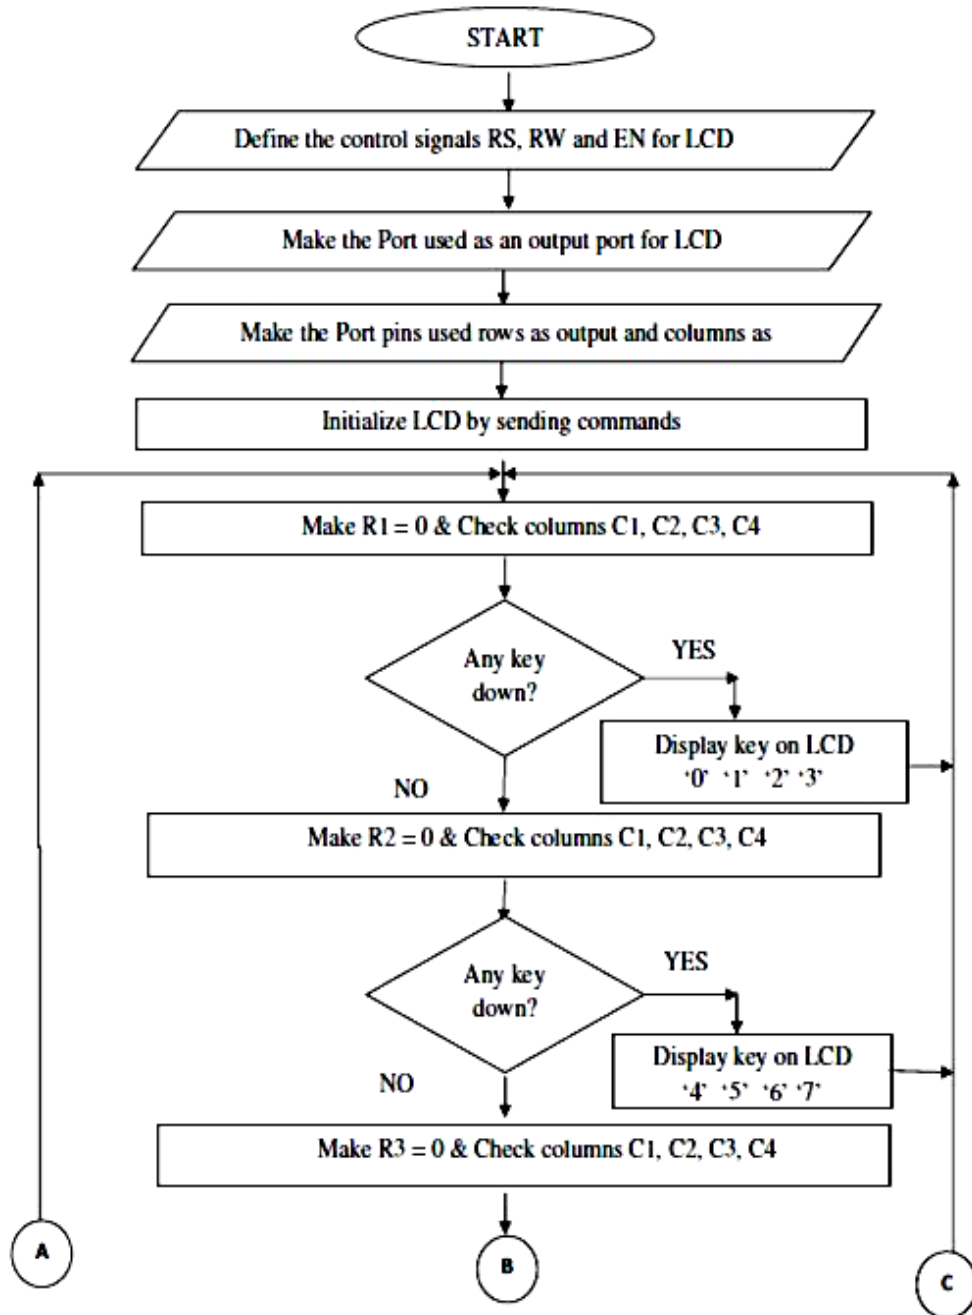 START
Define the control signals RS, RW and EN for LCD
Make the Port used as an output port for LCD
Make the Port pins used rows as output and columns as
Initialize LCD by sending commands
Make R1 = 0 & Check columns C1, C2, C3, C4
Any key
down?
YES
Display key on LCD
‘0’ ‘1’ ‘2’ ‘3’
NO
Make R2 = 0 & Check columns C1, C2, C3, C4
Any key
down?
YES
Display key on LCD
‘4’ ‘5’ ‘6’ ‘7’
NO
Make R3 = 0 & Check columns C1, C2, C3, C4
A
B
C